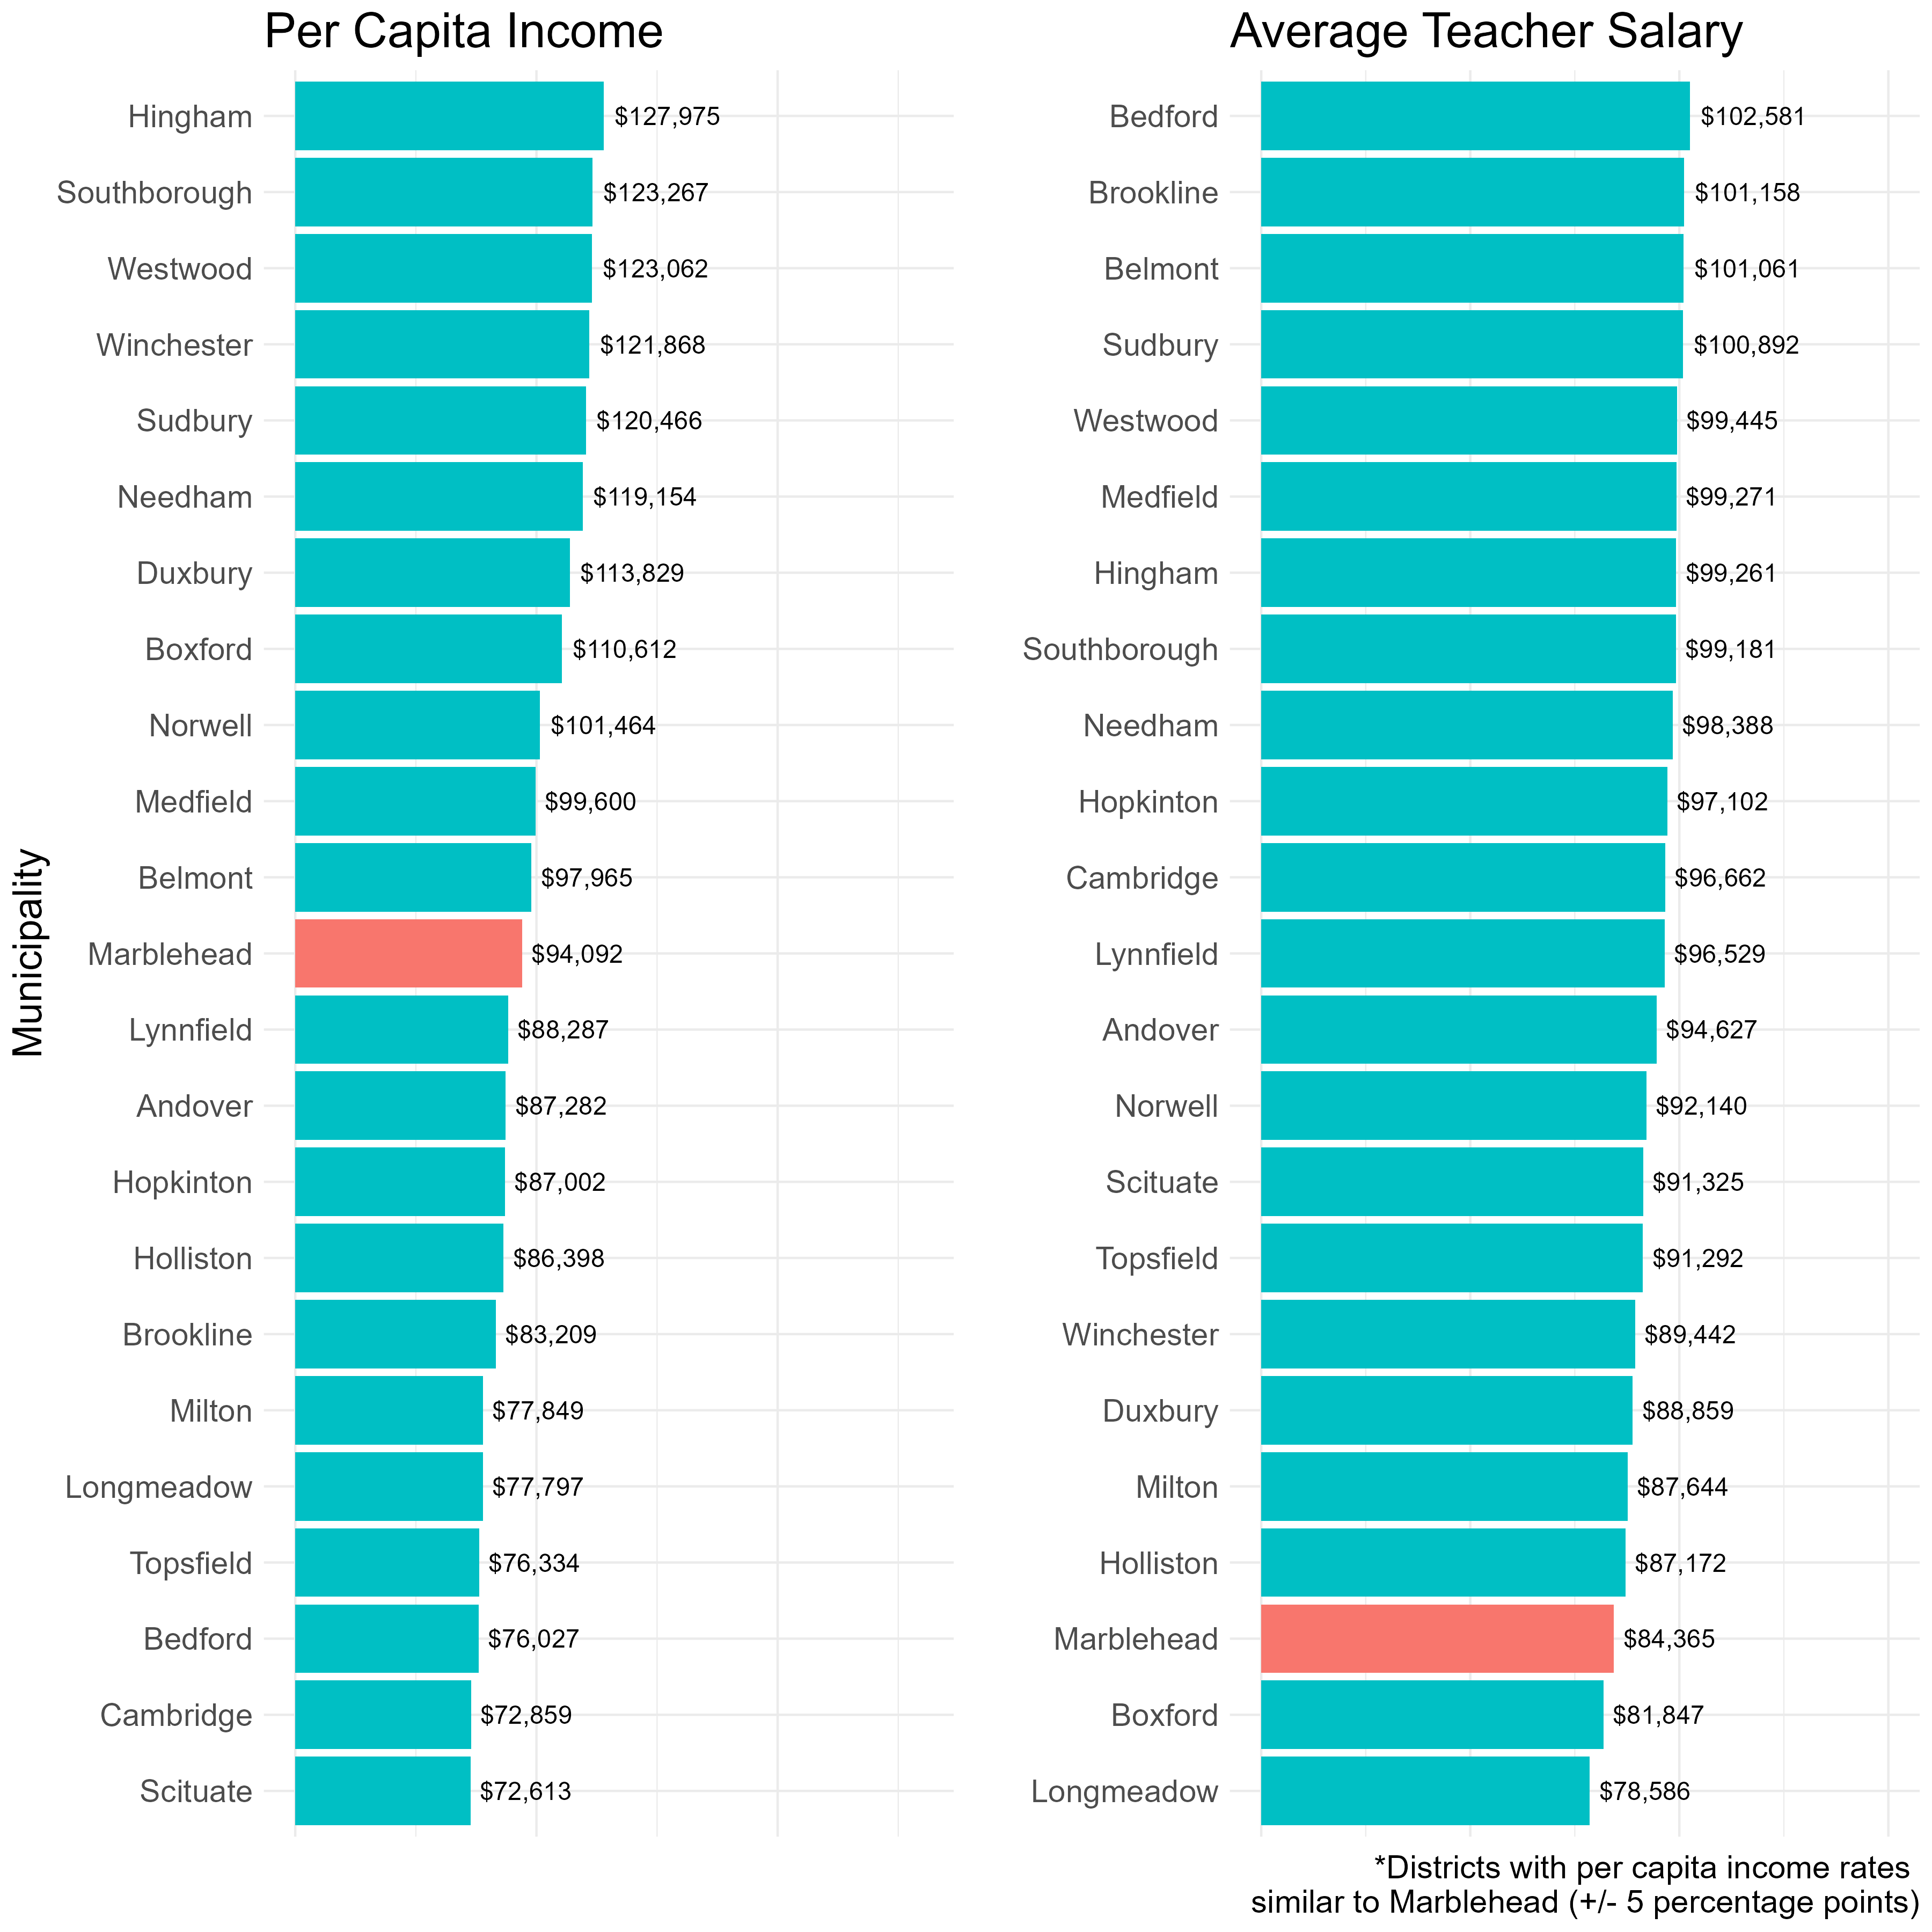 Per Capita Income
Municipality
Hingham $127,975
Southborough $123,267
Westwood $123,062
Winchester $121,868
Sudbury $120,466
Needham $119,154
Duxbury $113,829
Boxford $110,612
Norwell $101,464
Medfield $99,600
Belmont $97,965
Marblehead $94,092
Lynnfield $88,287
Andover $87,282
Hopkinton $87,002
Holliston $86,398
Brookline $83,209
Milton $77,849
Longmeadow $77,797
Topsfield $76,334
Bedford $76,027
Cambridge $72,859
Scituate $72,613
Average Teacher Salary
Bedford $102,581
Brookline $101,158
Belmont $101,061
Sudbury $100,892
Westwood $99,445
Medfield $99,271
Hingham $99,261
Southborough $99,181
Needham $98,388
Hopkinton $97,102
Cambridge $96,662
Lynnfield $96,529
Andover $94,627
Norwell $92,140
Scituate $91,325
Topsfield $91,292
Winchester $89,442
Duxbury $88,859
Milton $87,644
Holliston $87,172
Marblehead $84,365
Boxford $81,847
Longmeadow $78,586
*Districts with per capita income rates
similar to Marblehead (+/- 5 percentage points)